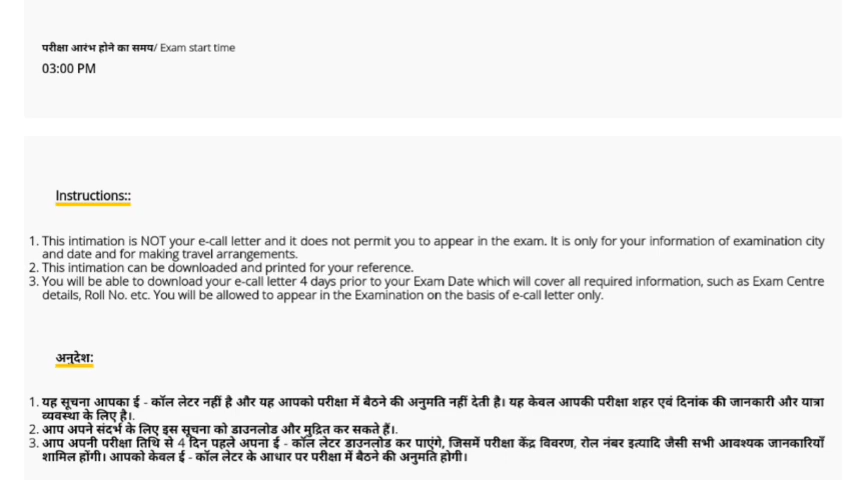 परीक्षा आरंभ होने का समय/ Exam start time
03:00 PM
Instructions::
1. This intimation is NOT your e-call letter and it does not permit you to appear in the exam. It is only for your information of examination city
and date and for making travel arrangements.
2. This intimation can be downloaded and printed for your reference.
3. You will be able to download your e-call letter 4 days prior to your Exam Date which will cover all required information, such as Exam Centre
details, Roll No. etc. You will be allowed to appear in the Examination on the basis of e-call letter only.
अनुदेश:
1. यह सूचना आपका ई - कॉल लेटर नहीं है और यह आपको परीक्षा में बैठने की अनुमति नहीं देती है। यह केवल आपकी परीक्षा शहर एवं दिनांक की जानकारी और यात्रा
व्यवस्था के लिए है।.
2. आप अपने संदर्भ के लिए इस सूचना को डाउनलोड और मुद्रित कर सकते हैं।.
3. आप अपनी परीक्षा तिथि से 4 दिन पहले अपना ई - कॉल लेटर डाउनलोड कर पाएंगे, जिसमें परीक्षा केंद्र विवरण, रोल नंबर इत्यादि जैसी सभी आवश्यक जानकारियाँ
शामिल होंगी। आपको केवल ई - कॉल लेटर के आधार पर परीक्षा में बैठने की अनुमति होगी।